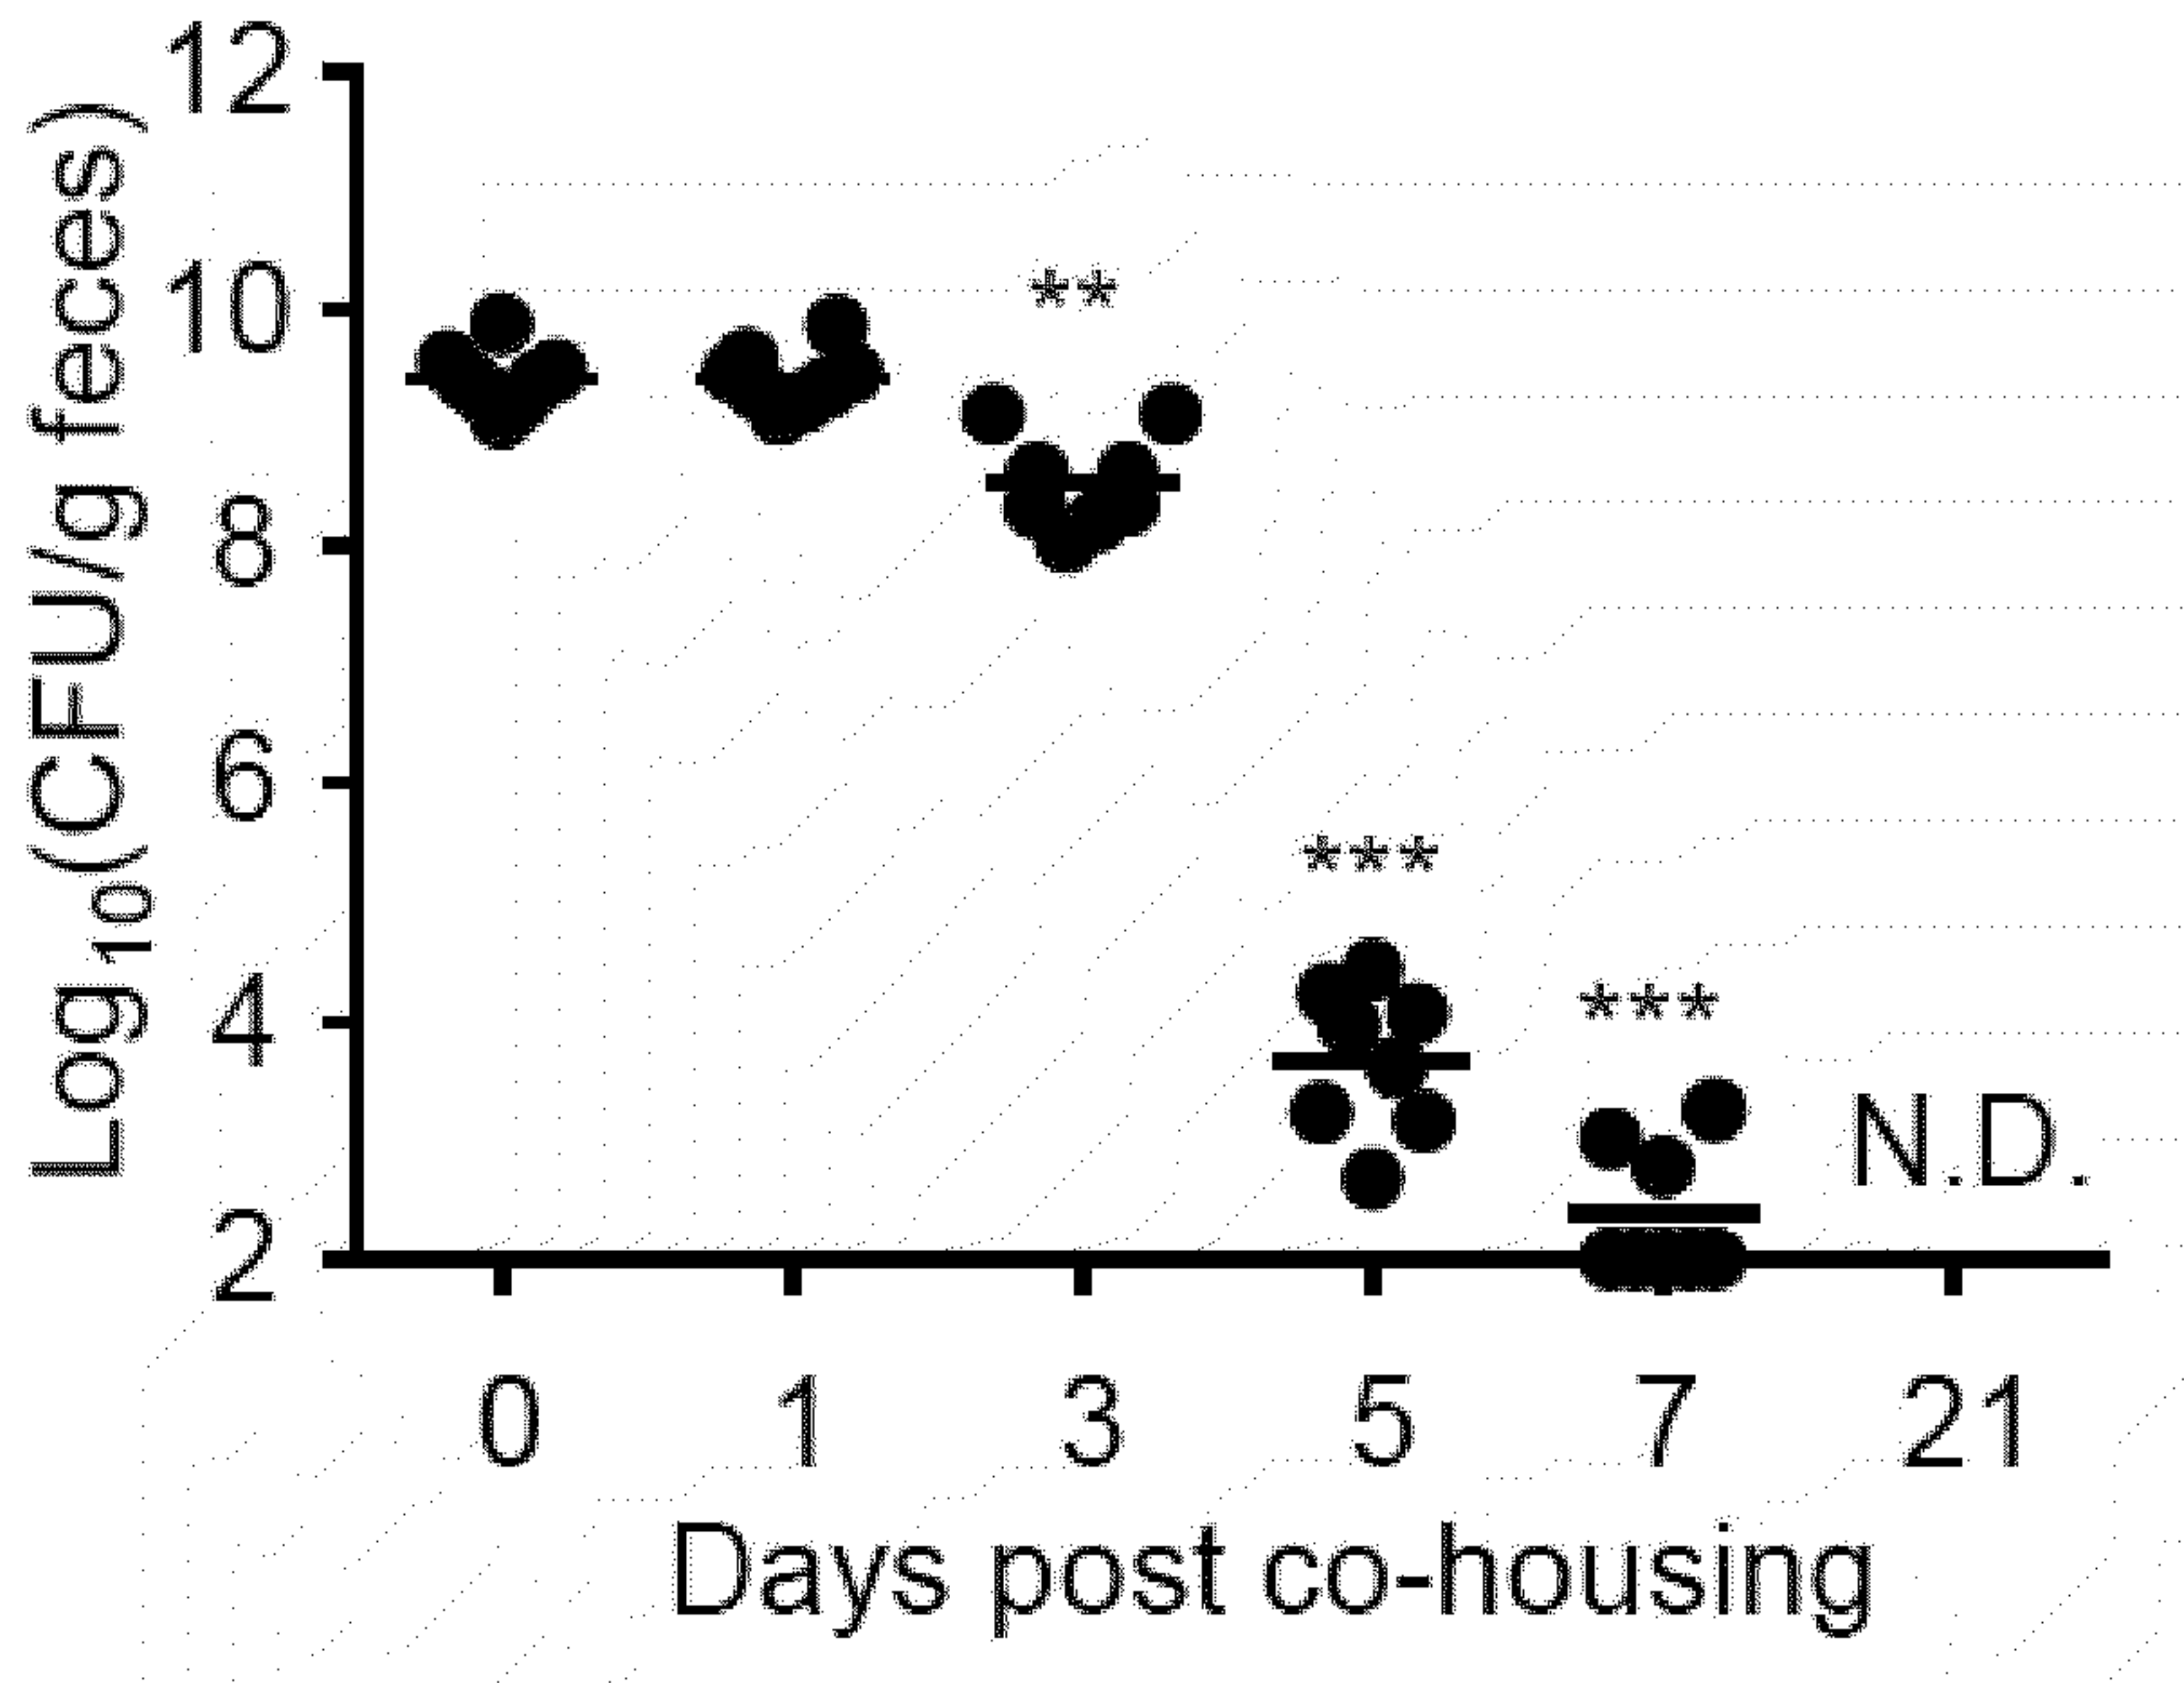 Log10(CFU/g feces)
12
10
8
6
4
2
**
***
***
N.D.
0 1 3 5 7 21
Days post co-housing